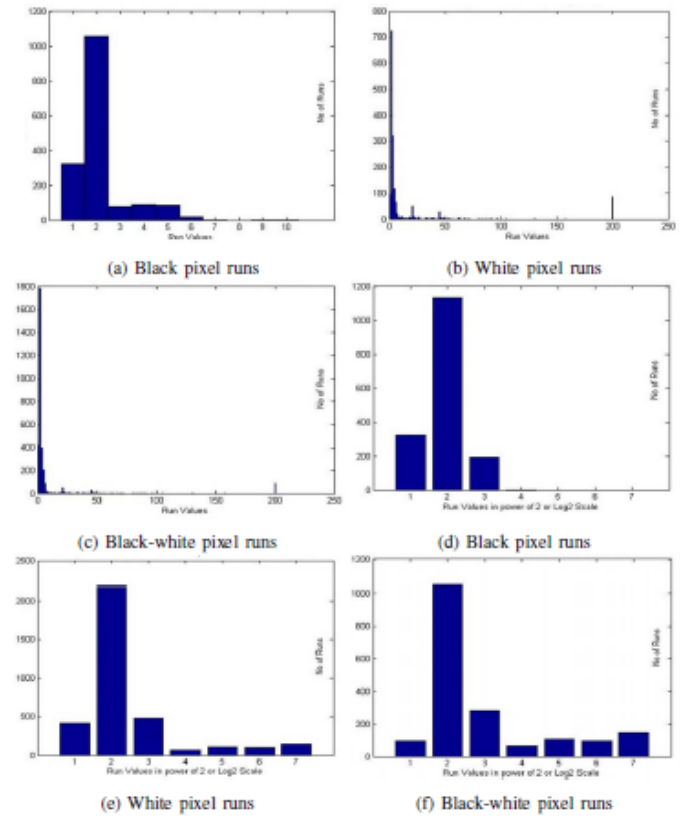 1200
1000
800
600
400
200
0
1 2 3 4 5 6 7 8 9 10
Run Values
No of Runs
(a) Black pixel runs
800
700
600
500
400
300
200
100
0
0 50 100 150 200 250
Run Values
No of Runs
(b) White pixel runs
1800
1600
1400
1200
1000
800
600
400
200
0
0 50 100 150 200 250
Run Values
No of Runs
(c) Black-white pixel runs
1200
1000
800
600
400
200
0
1 2 3 4 5 6 7
Run Values in power of 2 or Log2 Scale
No of Runs
(d) Black pixel runs
2500
2000
1500
1000
500
0
1 2 3 4 5 6 7
Run Values in power of 2 or Log2 Scale
No of Runs
(e) White pixel runs
1200
1000
800
600
400
200
0
1 2 3 4 5 6 7
Run Values in power of 2 or Log2 Scale
No of Runs
(f) Black-white pixel runs